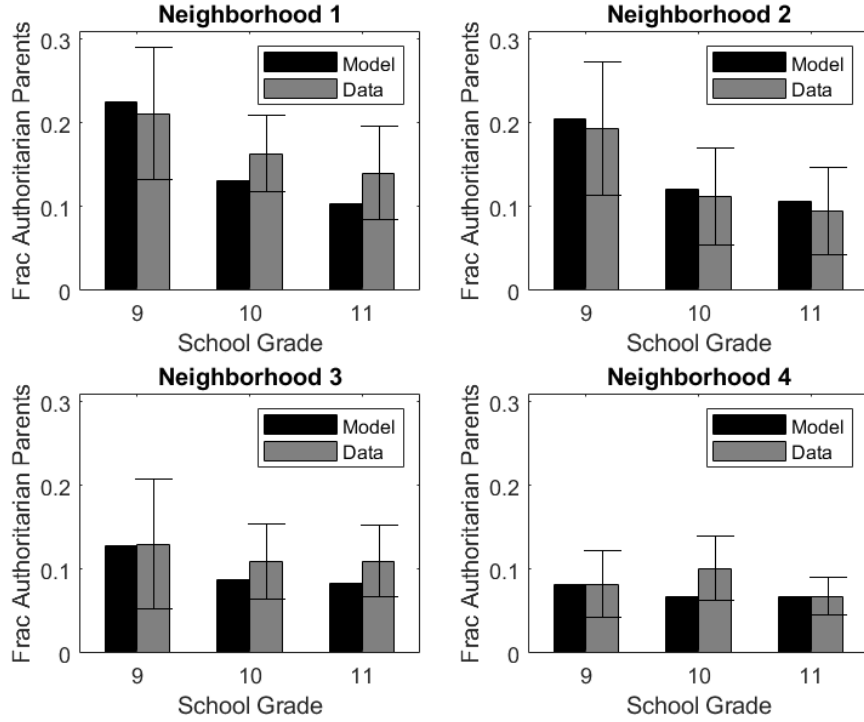 Neighborhood 1
Frac Authoritarian Parents
0.3
0.2
0.1
0
Model
Data
9 10 11
School Grade
Neighborhood 2
Frac Authoritarian Parents
0.3
0.2
0.1
0
Model
Data
9 10 11
School Grade
Neighborhood 3
Frac Authoritarian Parents
0.3
0.2
0.1
0
Model
Data
9 10 11
School Grade
Neighborhood 4
Frac Authoritarian Parents
0.3
0.2
0.1
0
Model
Data
9 10 11
School Grade